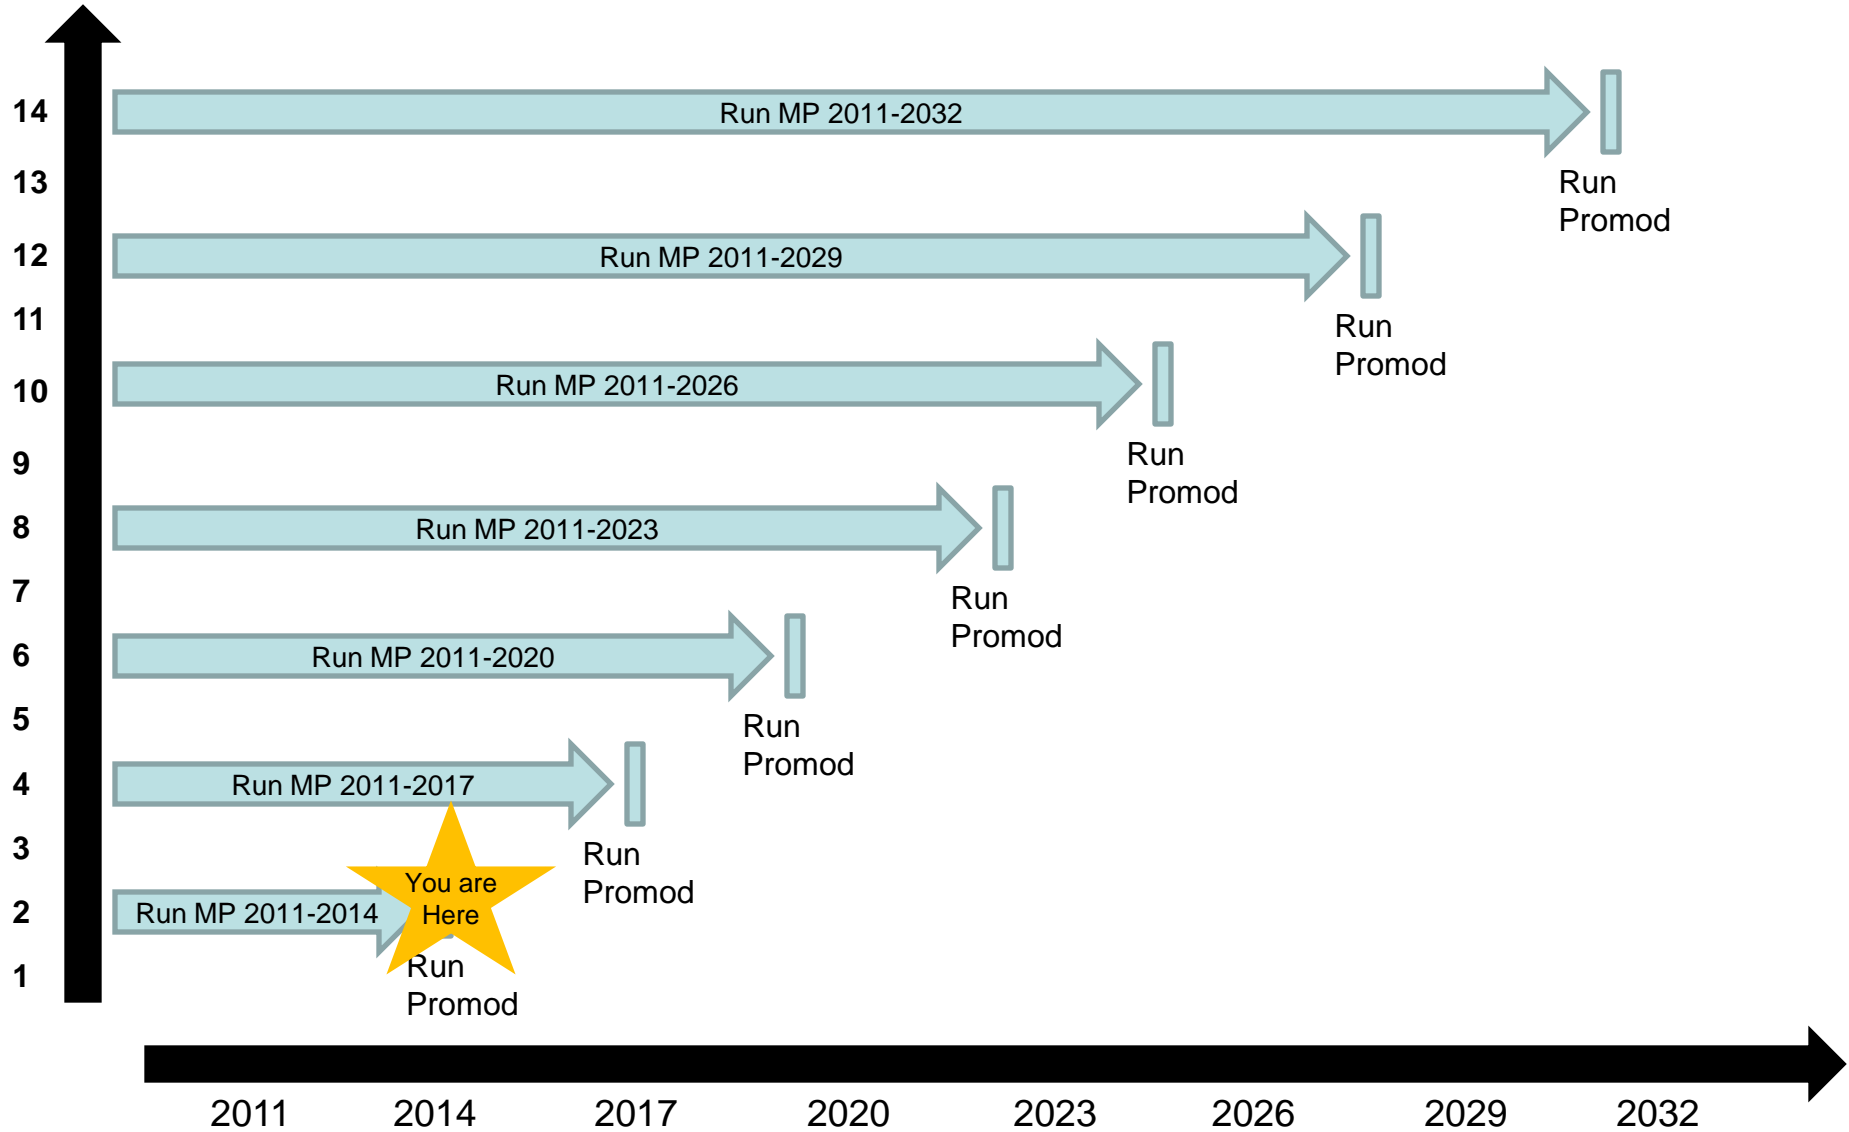 14
Run MP 2011-2032
13
Run
Promod
12
Run MP 2011-2029
11
Run
Promod
10
Run MP 2011-2026
9
Run
Promod
8
Run MP 2011-2023
7
Run
Promod
6
Run MP 2011-2020
5
Run
Promod
4
Run MP 2011-2017
3
Run
Promod
You are
Here
2
Run MP 2011-2014
1
Run
Promod
2011 2014 2017 2020 2023 2026 2029 2032